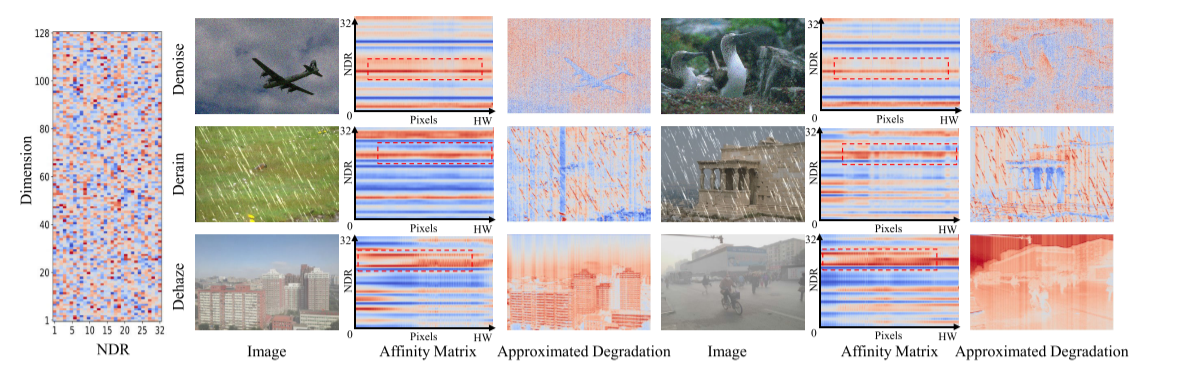 128
100
80
60
40
20
1
Dimension
1 5 10 15 20 25 32
NDR
Denoise
32
NDR
0
Pixels
HW
32
NDR
0
Pixels
HW
Derain
32
NDR
0
Pixels
HW
32
NDR
0
Pixels
HW
Dehaze
32
NDR
0
Pixels
HW
32
NDR
0
Pixels
HW
Image
Affinity Matrix
Approximated Degradation
Image
Affinity Matrix
Approximated Degradation